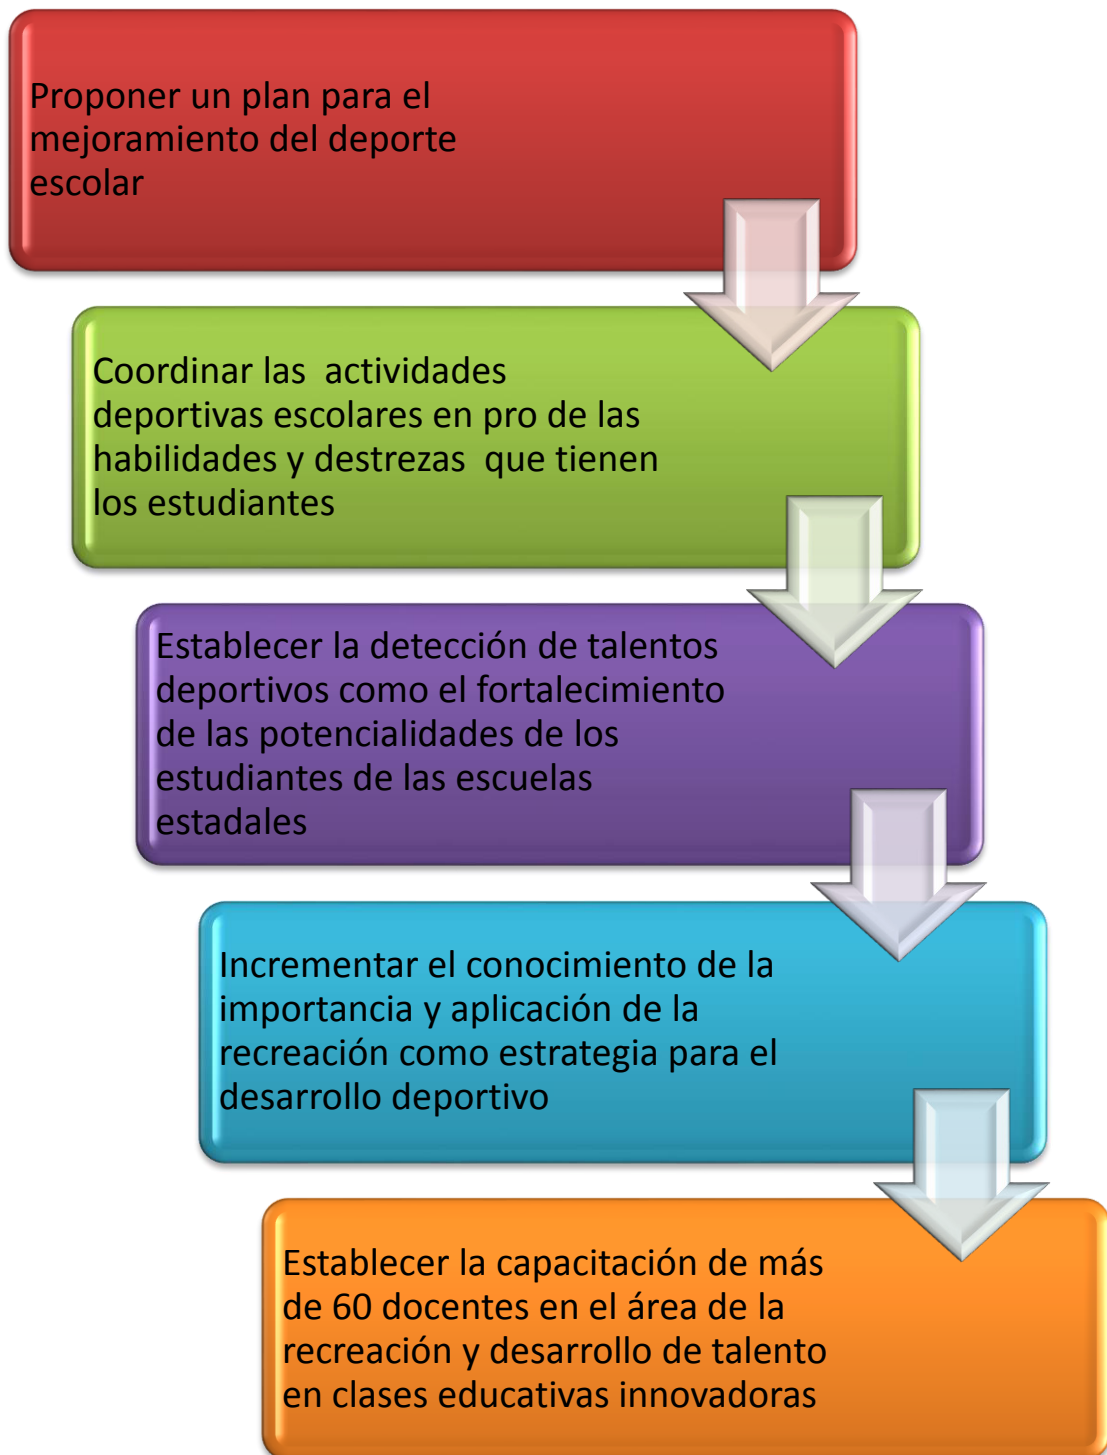 Proponer un plan para el
mejoramiento del deporte
escolar
Coordinar las  actividades
deportivas escolares en pro de las
habilidades y destrezas  que tienen
los estudiantes
Establecer la detección de talentos
deportivos como el fortalecimiento
de las potencialidades de los
estudiantes de las escuelas
estadales
Incrementar el conocimiento de la
importancia y aplicación de la
recreación como estrategia para el
desarrollo deportivo
Establecer la capacitación de más
de 60 docentes en el área de la
recreación y desarrollo de talento
en clases educativas innovadoras